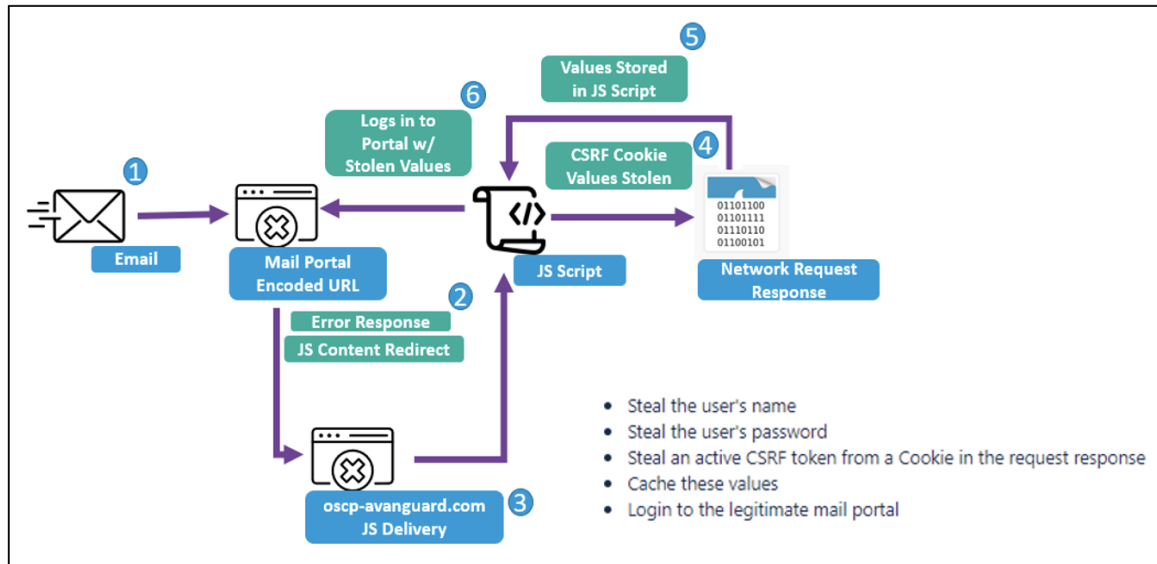 1
Email
Mail Portal
Encoded URL
2
Error Response
JS Content Redirect
oscp-avanguard.com
JS Delivery
3
JS Script
CSRF Cookie
Values Stolen
4
01101100
01101111
01110110
01100101
Network Request
Response
5
Values Stored
in JS Script
6
Logs in to
Portal w/
Stolen Values
</>
• Steal the user's name
• Steal the user's password
• Steal an active CSRF token from a Cookie in the request response
• Cache these values
• Login to the legitimate mail portal